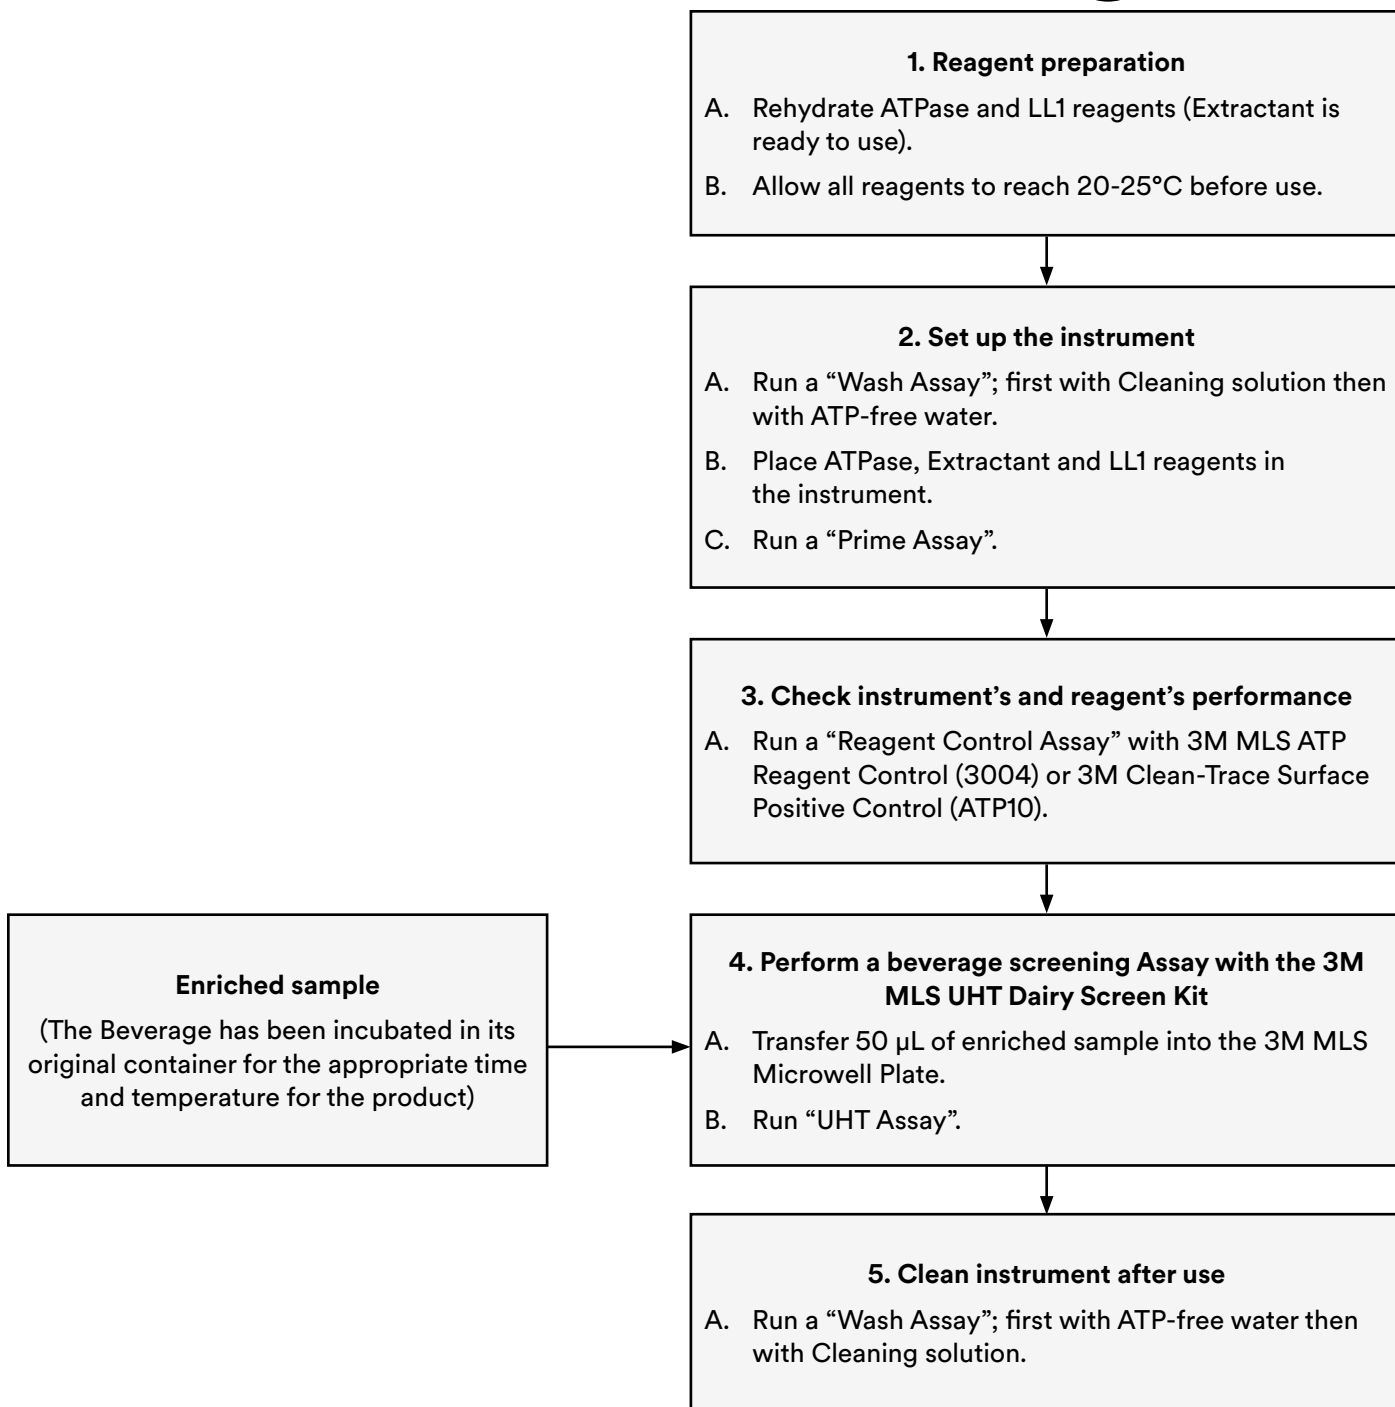 1. Reagent preparation
A. Rehydrate ATPase and LL1 reagents (Extractant is
ready to use).
B. Allow all reagents to reach 20-25°C before use.
2. Set up the instrument
A. Run a “Wash Assay”; first with Cleaning solution then
with ATP-free water.
B. Place ATPase, Extractant and LL1 reagents in
the instrument.
C. Run a “Prime Assay”.
3. Check instrument’s and reagent’s performance
A. Run a “Reagent Control Assay” with 3M MLS ATP
Reagent Control (3004) or 3M Clean-Trace Surface
Positive Control (ATP10).
Enriched sample
(The Beverage has been incubated in its
original container for the appropriate time
and temperature for the product)
4. Perform a beverage screening Assay with the 3M
MLS UHT Dairy Screen Kit
A. Transfer 50 µL of enriched sample into the 3M MLS
Microwell Plate.
B. Run “UHT Assay”.
5. Clean instrument after use
A. Run a “Wash Assay”; first with ATP-free water then
with Cleaning solution.